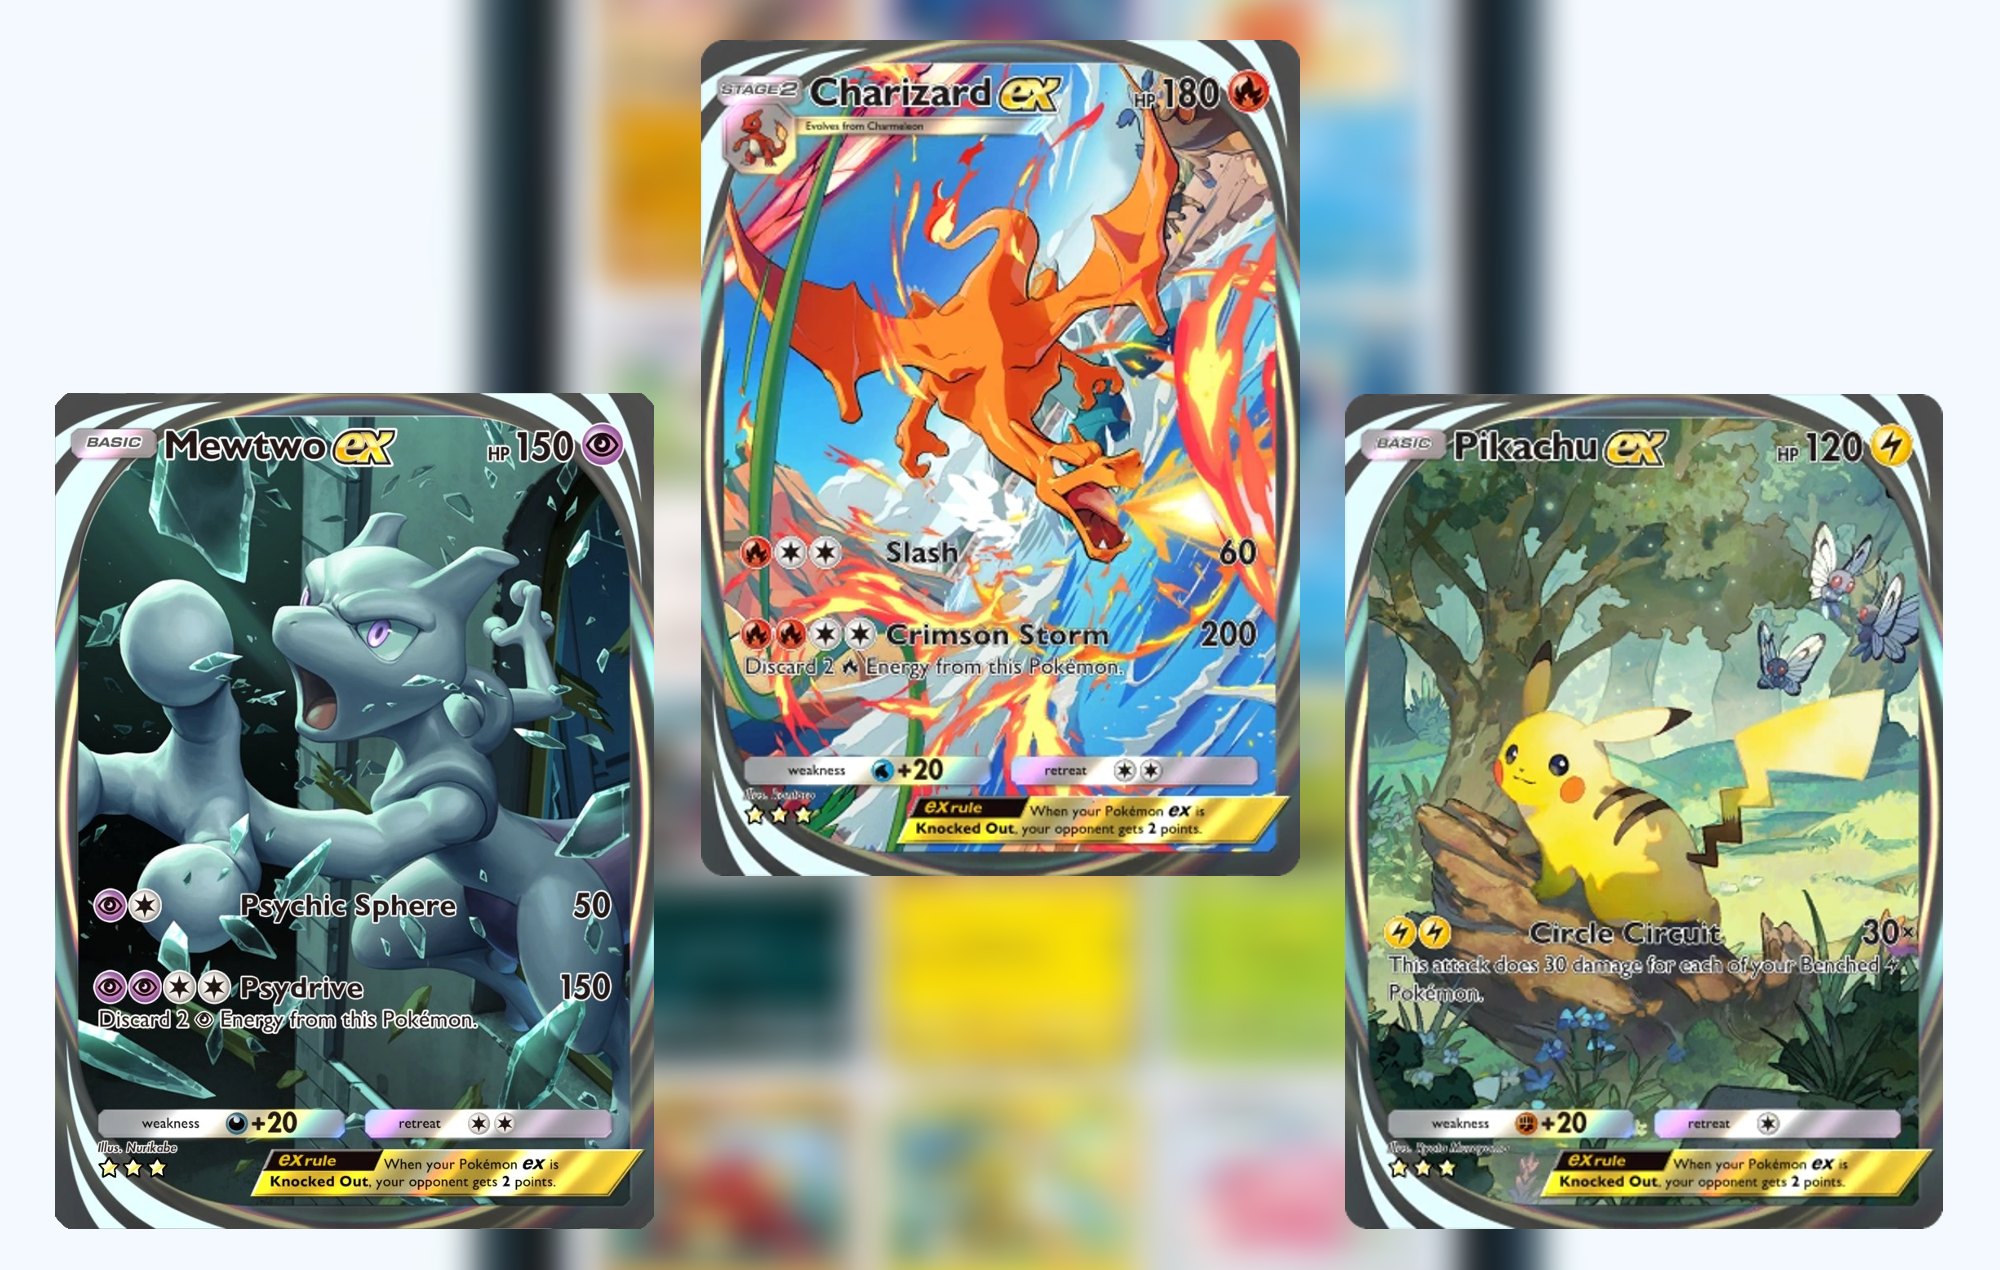 STAGE2 Charizard ex HP 180
Evolves from Charmeleon
Slash 60
Crimson Storm 200
Discard 2 Energy from this Pokémon.
weakness +20 retreat
Illus.
ex rule When your Pokémon ex is
Knocked Out, your opponent gets 2 points.
BASIC Mewtwo ex HP 150
Psychic Sphere 50
Psydrive 150
Discard 2 Energy from this Pokémon.
weakness +20 retreat
Illus. Nurikabe
ex rule When your Pokémon ex is
Knocked Out, your opponent gets 2 points.
BASIC Pikachu ex HP 120
Circle Circuit 30×
This attack does 30 damage for each of your Benched
Pokémon.
weakness +20 retreat
Illus.
ex rule When your Pokémon ex is
Knocked Out, your opponent gets 2 points.